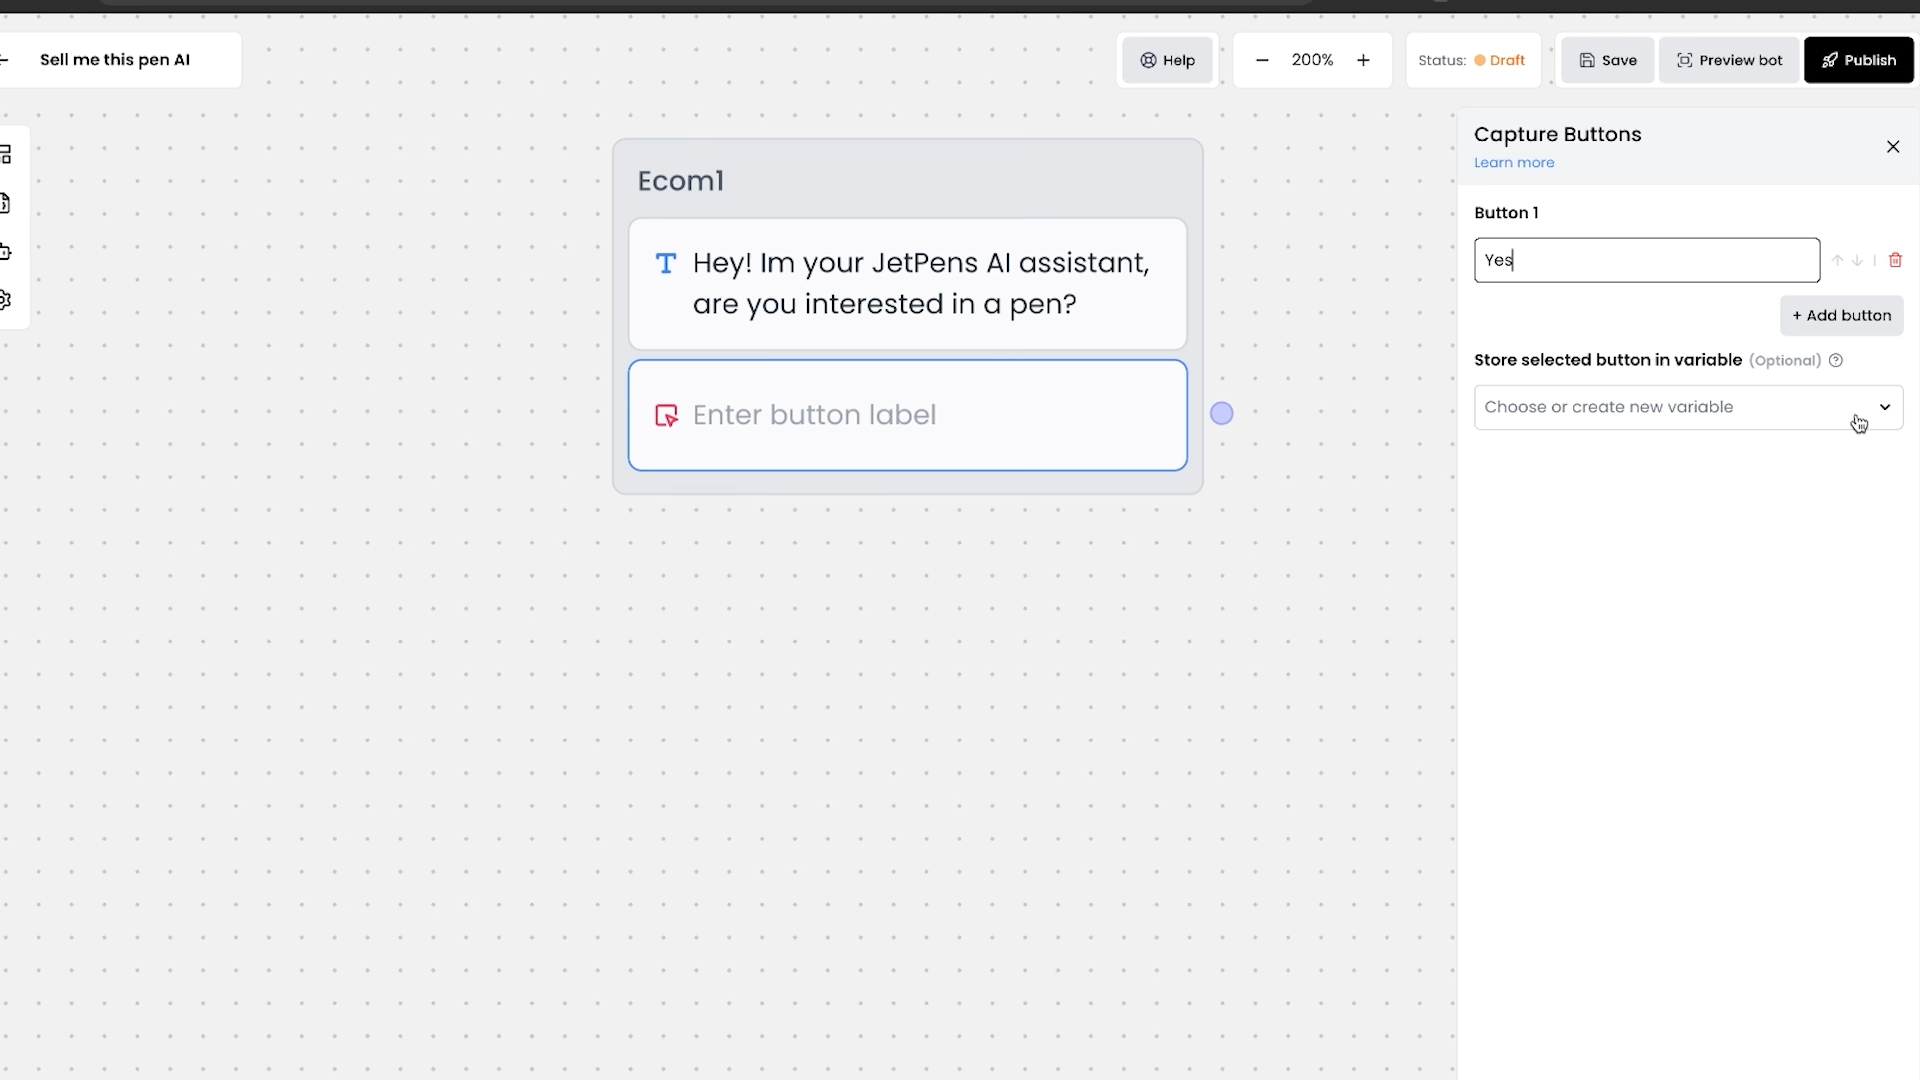 Sell me this pen AI
Help
200%
Status: Draft
Save
Preview bot
Publish
Ecom1
Hey! Im your JetPens AI assistant,
are you interested in a pen?
Enter button label
Capture Buttons
Learn more
Button 1
Yes
+ Add button
Store selected button in variable (Optional)
Choose or create new variable